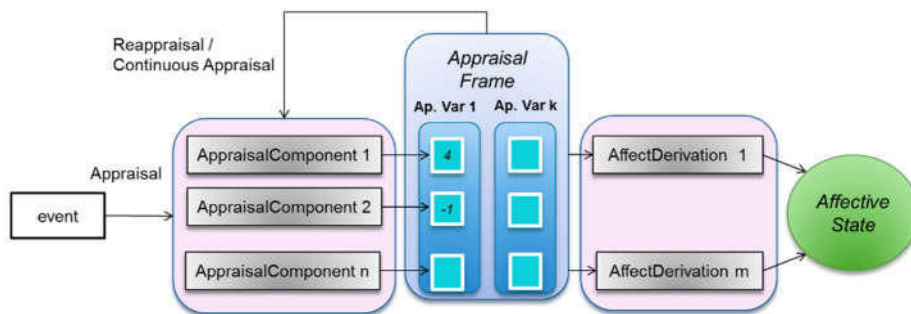 Reappraisal /
Continuous Appraisal
Appraisal
Frame
Ap. Var 1 Ap. Var k
Appraisal
event
AppraisalComponent 1
4
AffectDerivation 1
AppraisalComponent 2
-1
AppraisalComponent n
AffectDerivation m
Affective
State